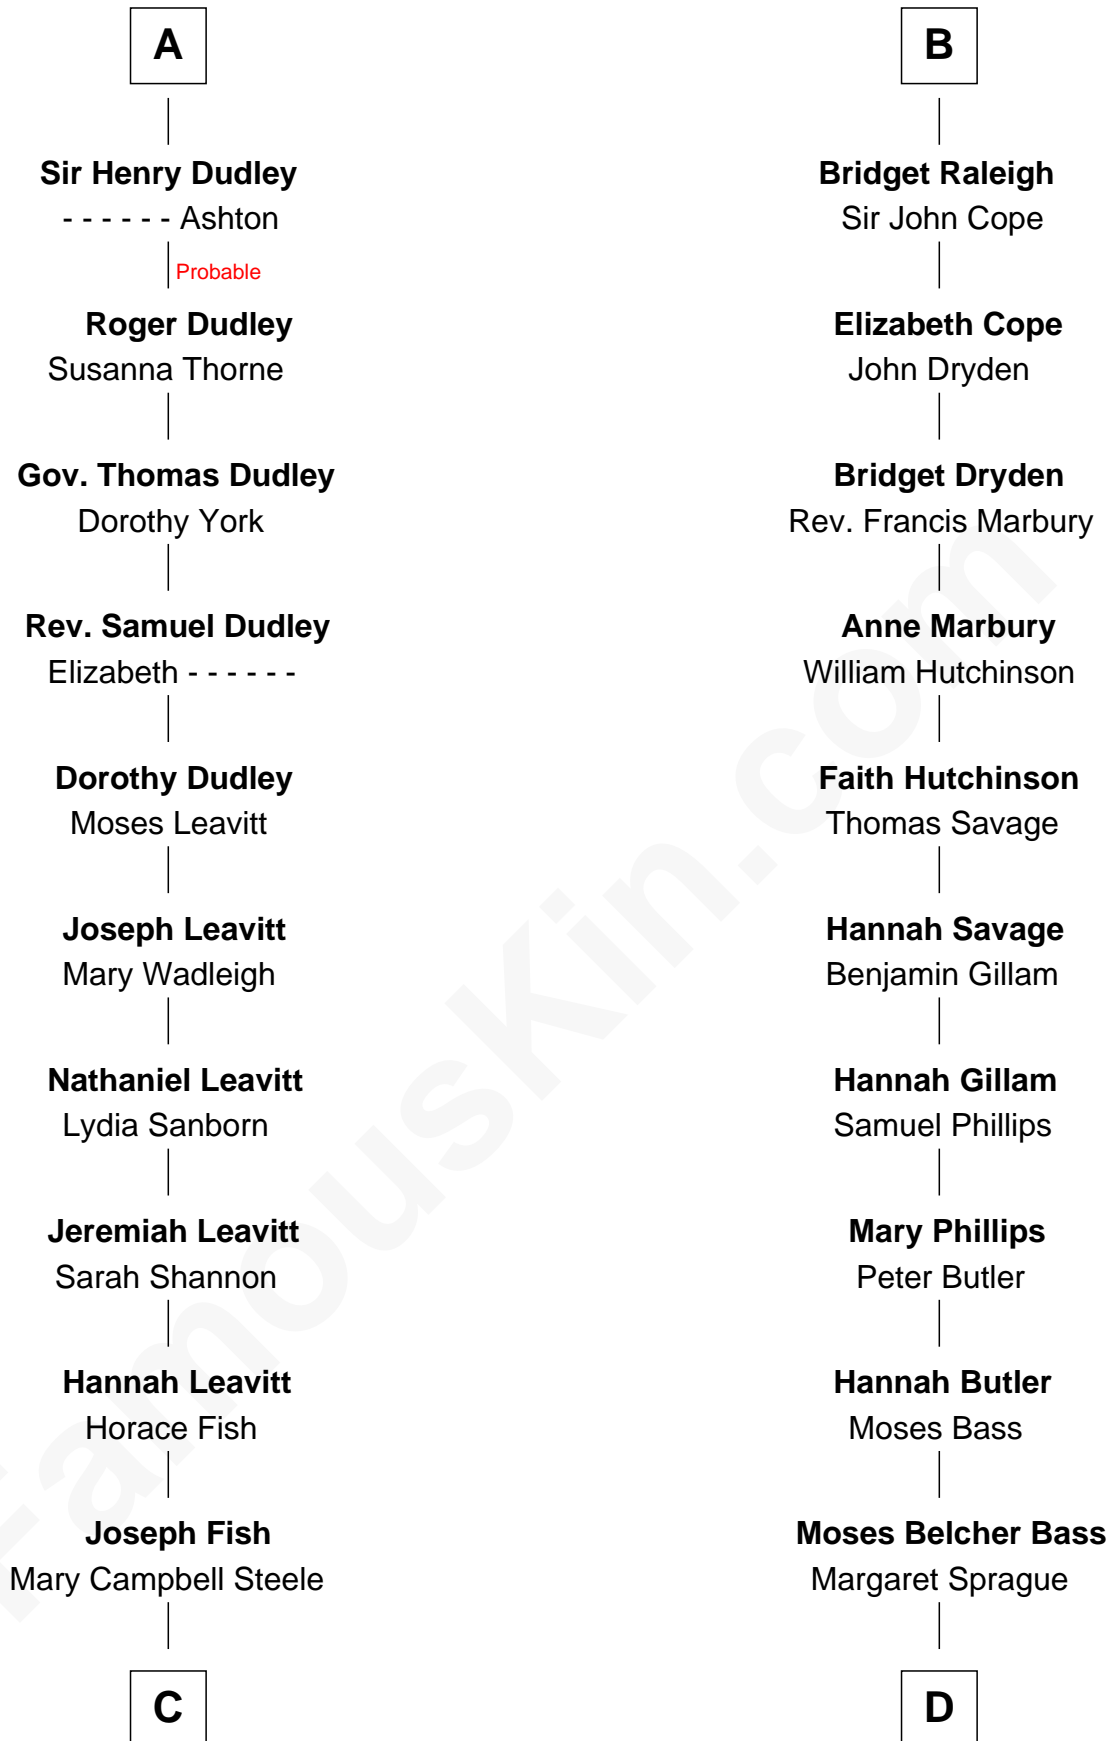 A
Sir Henry Dudley
- - - - - - Ashton
Probable
Roger Dudley
Susanna Thorne
Gov. Thomas Dudley
Dorothy York
Rev. Samuel Dudley
Elizabeth - - - - - -
Dorothy Dudley
Moses Leavitt
Joseph Leavitt
Mary Wadleigh
Nathaniel Leavitt
Lydia Sanborn
Jeremiah Leavitt
Sarah Shannon
Hannah Leavitt
Horace Fish
Joseph Fish
Mary Campbell Steele
C
B
Bridget Raleigh
Sir John Cope
Elizabeth Cope
John Dryden
Bridget Dryden
Rev. Francis Marbury
Anne Marbury
William Hutchinson
Faith Hutchinson
Thomas Savage
Hannah Savage
Benjamin Gillam
Hannah Gillam
Samuel Phillips
Mary Phillips
Peter Butler
Hannah Butler
Moses Bass
Moses Belcher Bass
Margaret Sprague
D
FamousKin.com